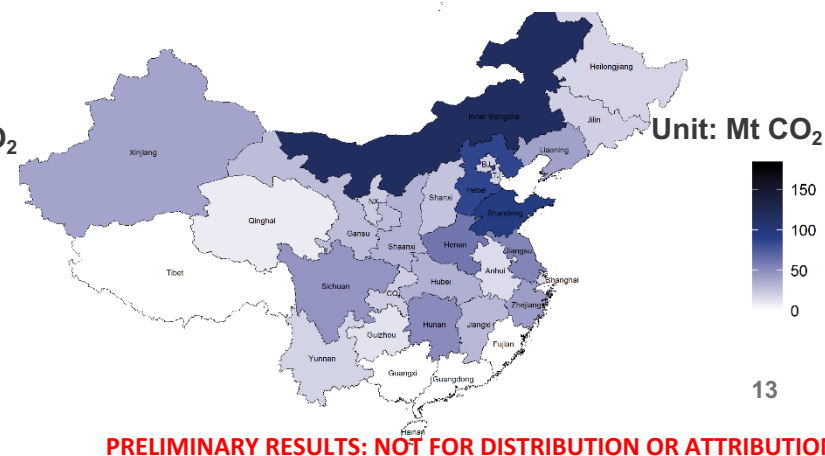 Heilongjiang
Jilin
Inner Mongolia
O₂
Unit: Mt CO₂
Liaoning
Xinjiang
BJ
TJ
Hebei
Shanxi
150
Shandong
NX
Qinghai
100
Gansu
Shaanxi
Henan
Jiangsu
50
Tibet
Anhui
Sichuan
Hubei
Shanghai
CQ
Zhejiang
0
Hunan
Jiangxi
Guizhou
Fujian
Yunnan
Guangxi
Guangdong
13
Hainan
PRELIMINARY RESULTS: NOT FOR DISTRIBUTION OR ATTRIBUTION